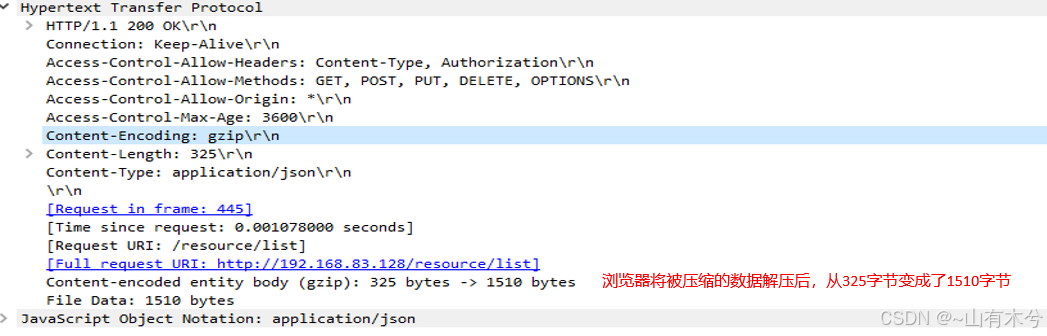 Hypertext Transfer Protocol
HTTP/1.1 200 OK\r\n
Connection: Keep-Alive\r\n
Access-Control-Allow-Headers: Content-Type, Authorization\r\n
Access-Control-Allow-Methods: GET, POST, PUT, DELETE, OPTIONS\r\n
Access-Control-Allow-Origin: *\r\n
Access-Control-Max-Age: 3600\r\n
Content-Encoding: gzip\r\n
Content-Length: 325\r\n
Content-Type: application/json\r\n
\r\n
[Request in frame: 445]
[Time since request: 0.001078000 seconds]
[Request URI: /resource/list]
[Full request URI: http://192.168.83.128/resource/list]
Content-encoded entity body (gzip): 325 bytes -> 1510 bytes 浏览器将被压缩的数据解压后，从325字节变成了1510字节
File Data: 1510 bytes
JavaScript Object Notation: application/json
CSDN @~山有木兮